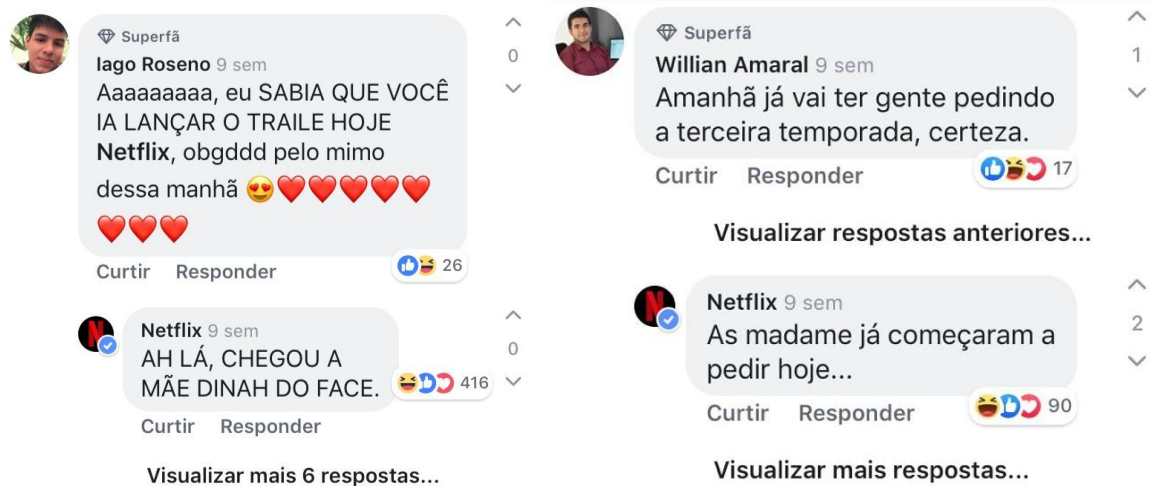 Superfã
Iago Roseno 9 sem
Aaaaaaaaa, eu SABIA QUE VOCÊ
IA LANÇAR O TRAILE HOJE
Netflix, obgddd pelo mimo
dessa manhã 😍❤️❤️❤️❤️❤️
❤️❤️❤️
0
Curtir Responder
26
Netflix 9 sem
AH LÁ, CHEGOU A
MÃE DINAH DO FACE.
416
0
Curtir Responder
Visualizar mais 6 respostas...
Superfã
Willian Amaral 9 sem
Amanhã já vai ter gente pedindo
a terceira temporada, certeza.
1
Curtir Responder
17
Visualizar respostas anteriores...
Netflix 9 sem
As madame já começaram a
pedir hoje...
2
Curtir Responder
90
Visualizar mais respostas...